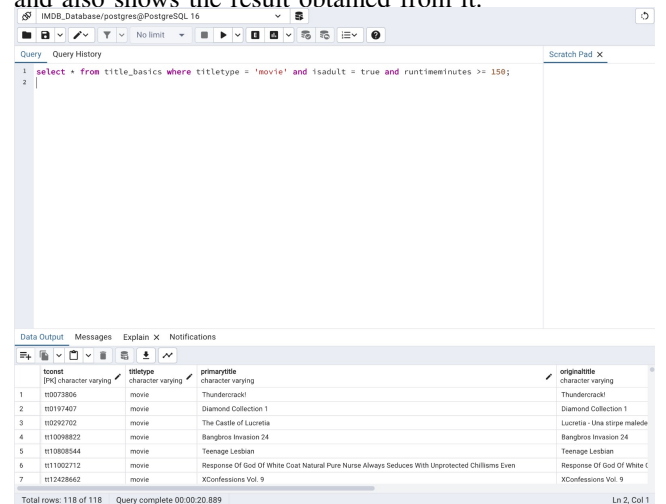 and also shows the result obtained from it.
IMDB_Database/postgres@PostgreSQL 16
No limit
Query Query History Scratch Pad
1 select * from title_basics where titletype = 'movie' and isadult = true and runtimeminutes >= 150;
2
Data Output Messages Explain Notifications
tconst titletype primarytitle originaltitle
[PK] character varying character varying character varying character varying
1 tt0073806 movie Thundercrack! Thundercrack!
2 tt0197407 movie Diamond Collection 1 Diamond Collection 1
3 tt0292702 movie The Castle of Lucretia Lucretia - Una stirpe malede
4 tt10098822 movie Bangbros Invasion 24 Bangbros Invasion 24
5 tt10808544 movie Teenage Lesbian Teenage Lesbian
6 tt11002712 movie Response Of God Of White Coat Natural Pure Nurse Always Seduces With Unprotected Chillisms Even Response Of God Of White
7 tt12428662 movie XConfessions Vol. 9 XConfessions Vol. 9
Total rows: 118 of 118 Query complete 00:00:20.889 Ln 2, Col 1